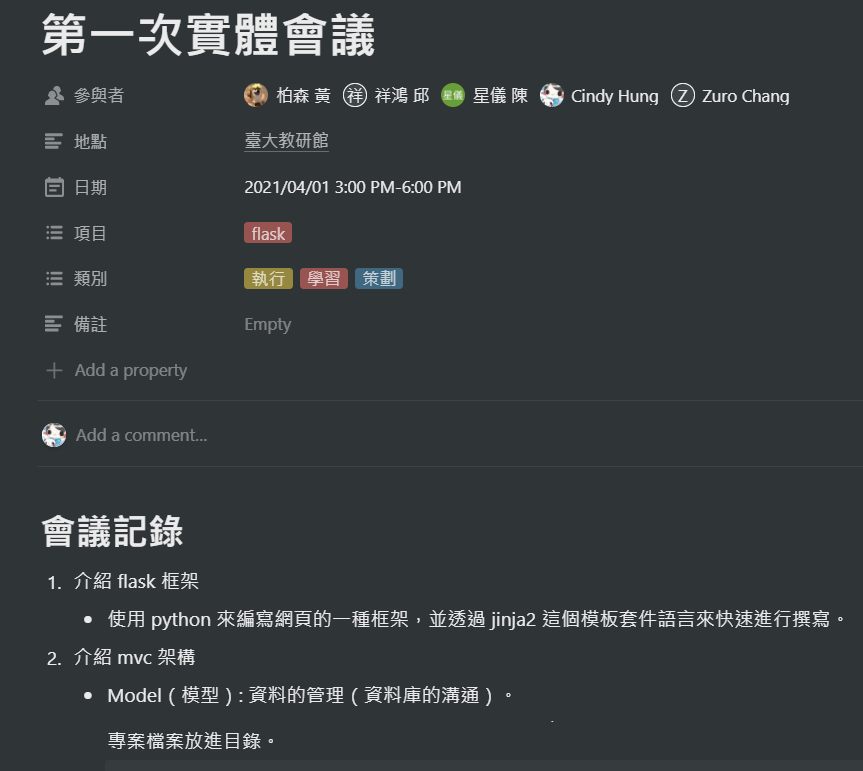 第一次實體會議
參與者 柏森 黃 祥 祥鴻 邱 星儀 星儀 陳 Cindy Hung Z Zuro Chang
地點 臺大教研館
日期 2021/04/01 3:00 PM-6:00 PM
項目 flask
類別 執行 學習 策劃
備註 Empty
+ Add a property
Add a comment...
會議記錄
1. 介紹 flask 框架
• 使用 python 來編寫網頁的一種框架，並透過 jinja2 這個模板套件語言來快速進行撰寫。
2. 介紹 mvc 架構
• Model ( 模型 ) : 資料的管理 ( 資料庫的溝通 ) 。
專案檔案放進目錄。